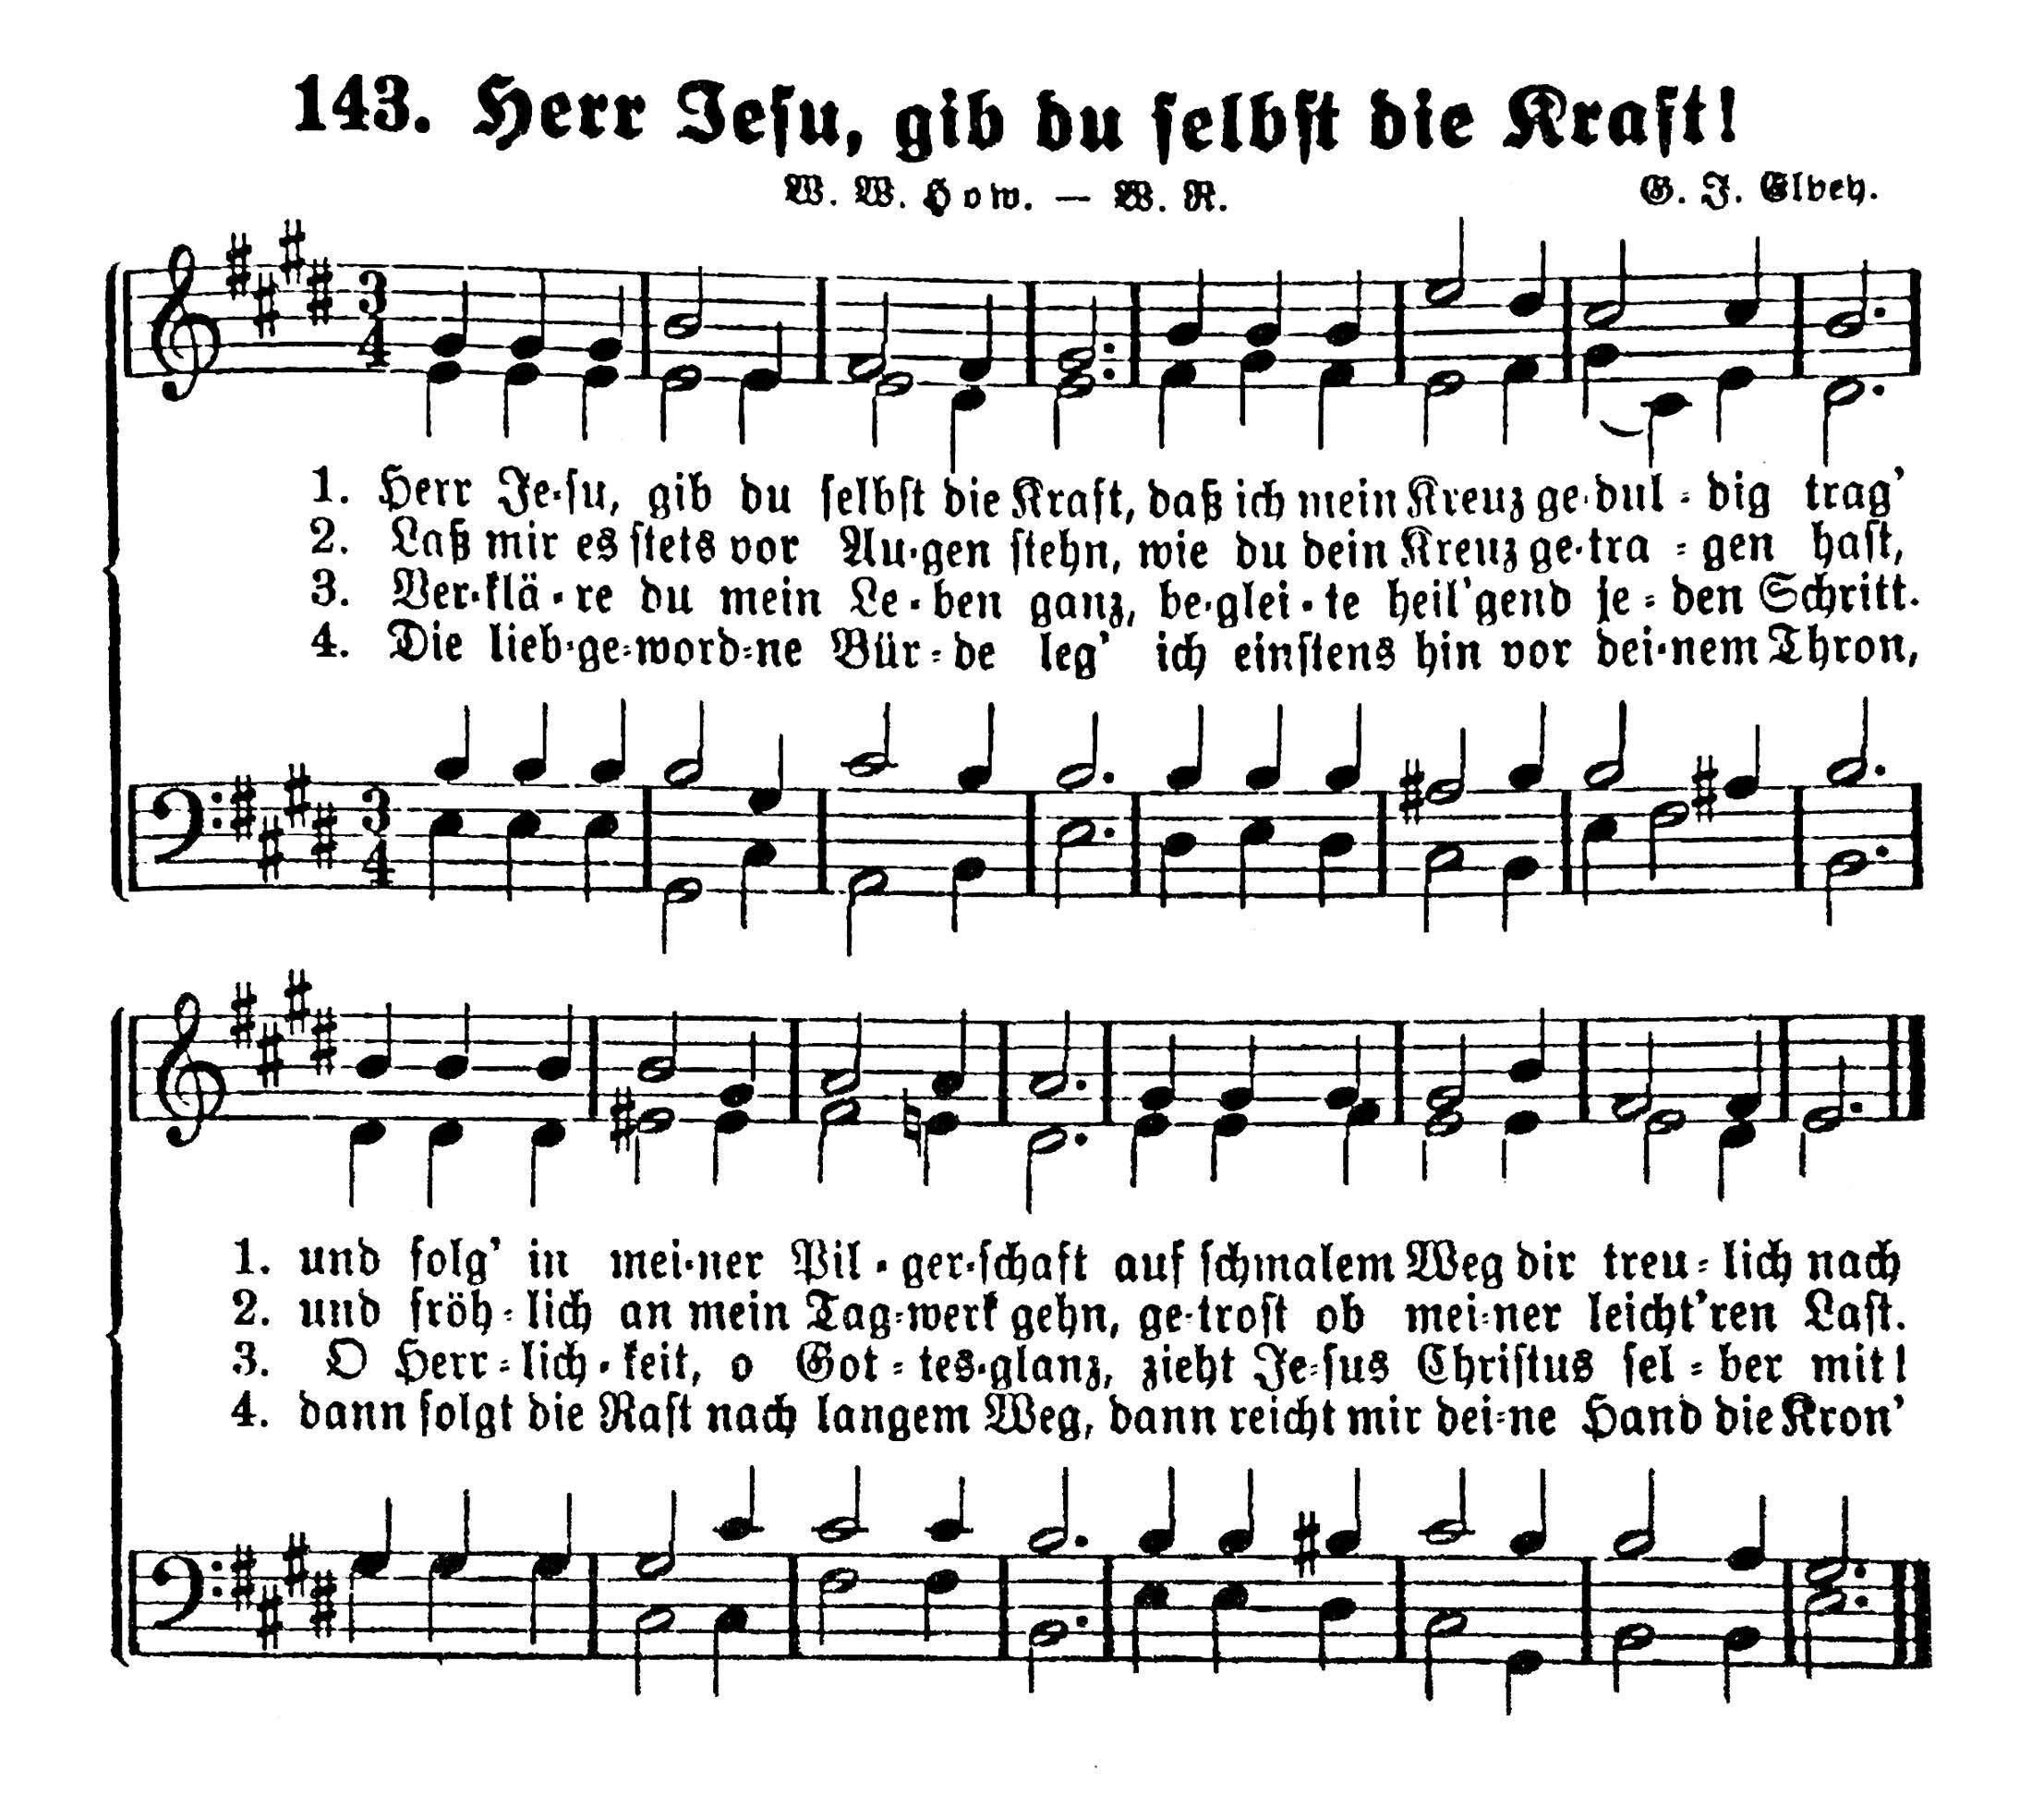 143. Herr Jesu, gib du selbst die Kraft!
W. W. How. — W. R.
G. J. Elvey.
1. Herr Je-su, gib du selbst die Kraft, daß ich mein Kreuz ge-dul-dig trag'
2. Laß mir es stets vor Au-gen stehn, wie du dein Kreuz ge-tra-gen hast,
3. Ver-klä-re du mein Le-ben ganz, be-glei-te heil'gend je-den Schritt.
4. Die lieb-ge-word-ne Bür-de leg' ich einstens hin vor dei-nem Thron,
1. und folg' in mei-ner Pil-ger-schaft auf schmalem Weg dir treu-lich nach
2. und fröh-lich an mein Tag-werk gehn, ge-trost ob mei-ner leicht'ren Last.
3. O Herr-lich-keit, o Got-tes-glanz, zieht Je-sus Christus sel-ber mit!
4. dann folgt die Rast nach langem Weg, dann reicht mir dei-ne Hand die Kron'